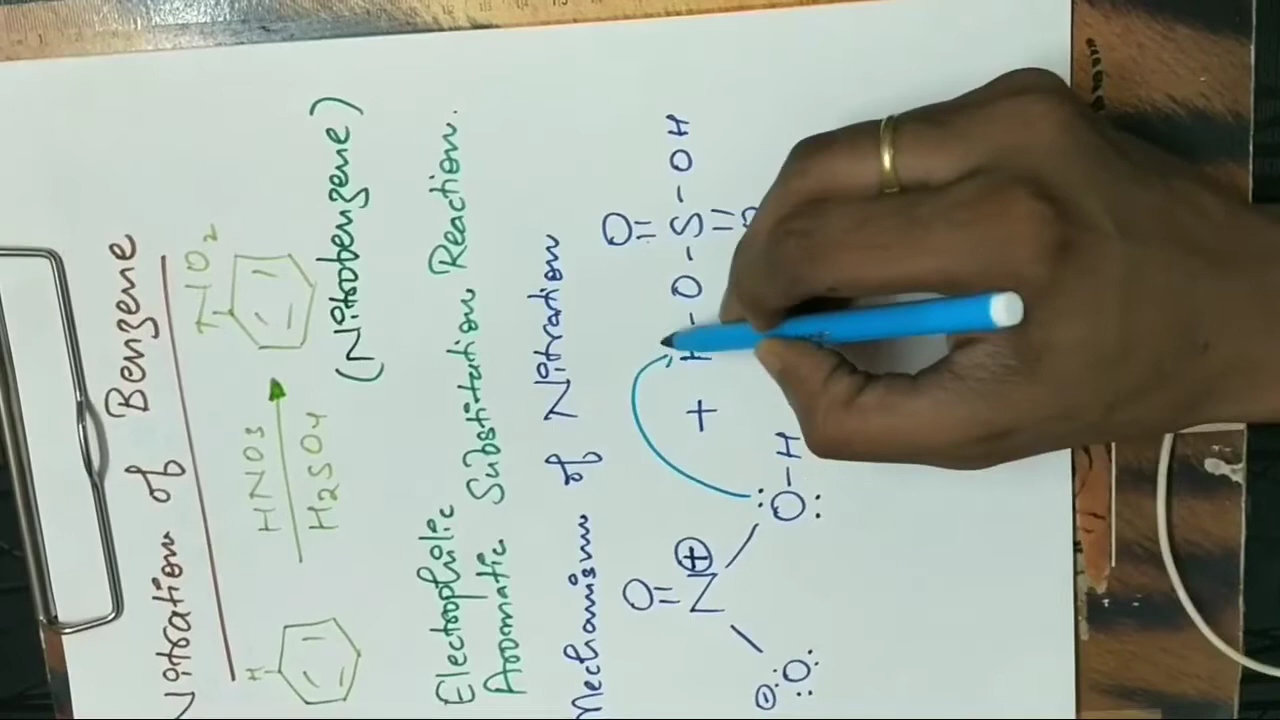 Nitration of Benzene
H
HNO3
H2SO4
NO2
(Nitrobenzene)
Electrophilic
Aromatic Substitution Reaction.
Mechanism of Nitration
O O
N⊕ + H-O-S-OH
⊖:O: O-H